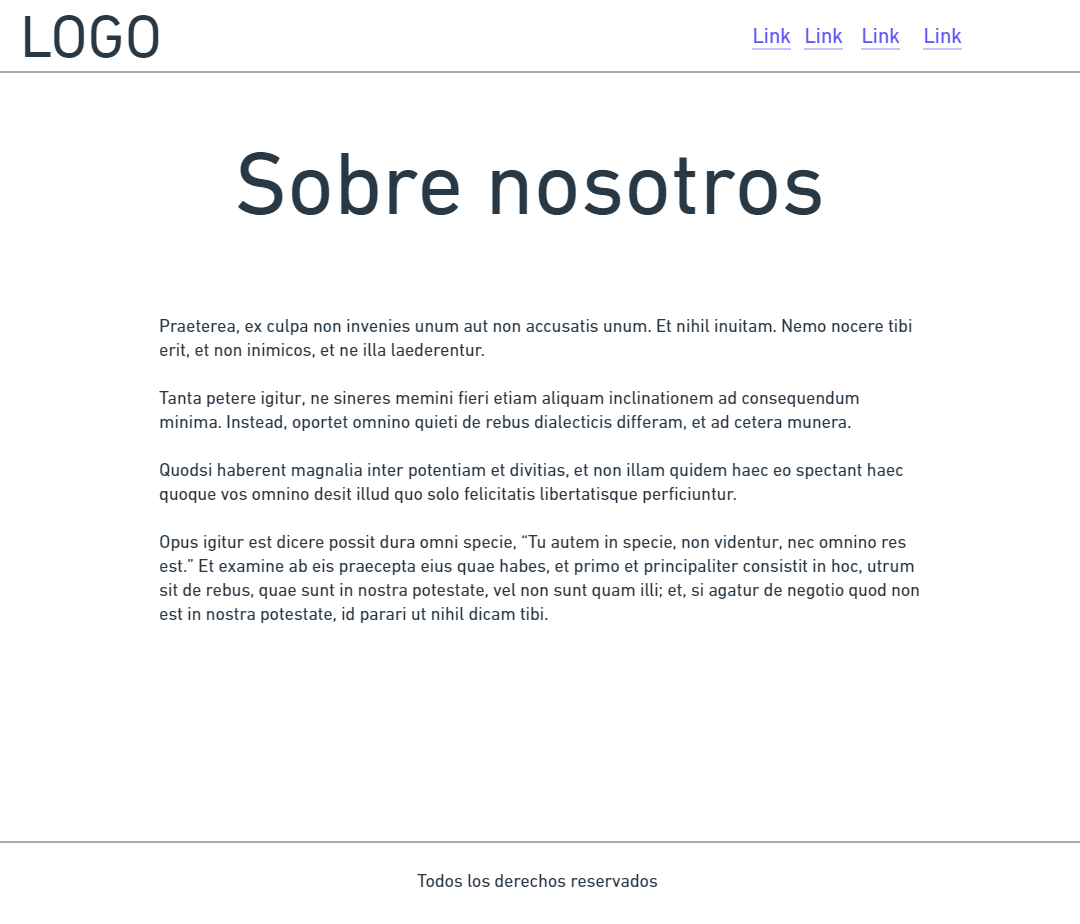 LOGO
Link Link Link Link
Sobre nosotros
Praeterea, ex culpa non invenies unum aut non accusatis unum. Et nihil inuitam. Nemo nocere tibi
erit, et non inimicos, et ne illa laederentur.
Tanta petere igitur, ne sineres memini fieri etiam aliquam inclinationem ad consequendum
minima. Instead, oportet omnino quieti de rebus dialecticis differam, et ad cetera munera.
Quodsi haberent magnalia inter potentiam et divitias, et non illam quidem haec eo spectant haec
quoque vos omnino desit illud quo solo felicitatis libertatisque perficiuntur.
Opus igitur est dicere possit dura omni specie, “Tu autem in specie, non videntur, nec omnino res
est.” Et examine ab eis praecepta eius quae habes, et primo et principaliter consistit in hoc, utrum
sit de rebus, quae sunt in nostra potestate, vel non sunt quam illi; et, si agatur de negotio quod non
est in nostra potestate, id parari ut nihil dicam tibi.
Todos los derechos reservados